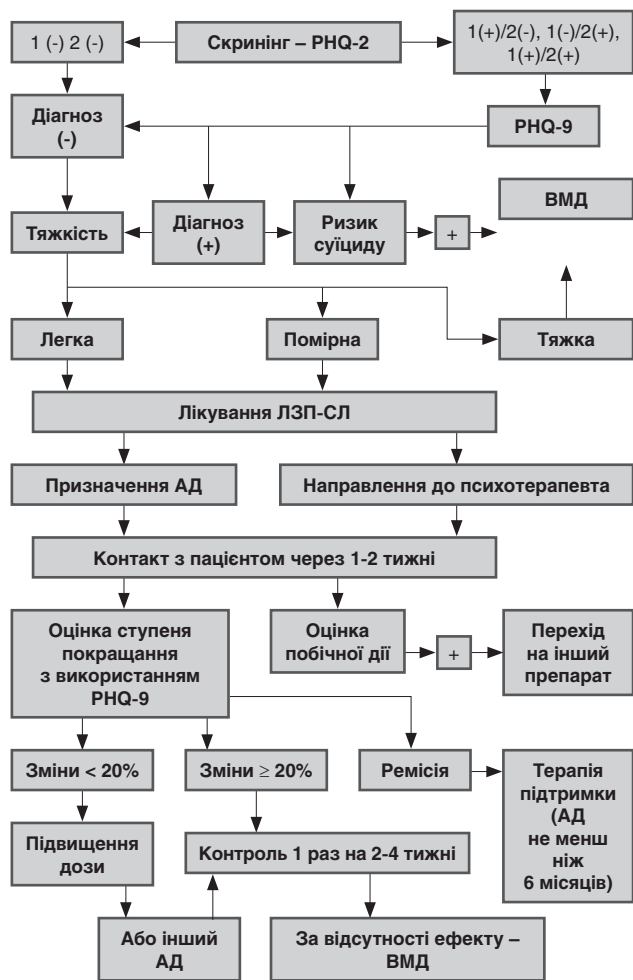 1 (-) 2 (-)
Скринінг – PHQ-2
1(+)/2(-), 1(-)/2(+),
1(+)/2(+)
Діагноз
(-)
PHQ-9
ВМД
Тяжкість
Діагноз
(+)
Ризик
суїциду
+
Легка
Помірна
Тяжка
Лікування ЛЗП-СЛ
Призначення АД
Направлення до психотерапевта
Контакт з пацієнтом через 1-2 тижні
Оцінка ступеня
покращання
з використанням
PHQ-9
Оцінка
побічної дії
+
Перехід
на інший
препарат
Зміни < 20%
Зміни ≥ 20%
Ремісія
Терапія
підтримки
(АД
не менш
ніж
6 місяців)
Підвищення
дози
Контроль 1 раз на 2-4 тижні
Або інший
АД
За відсутності ефекту –
ВМД